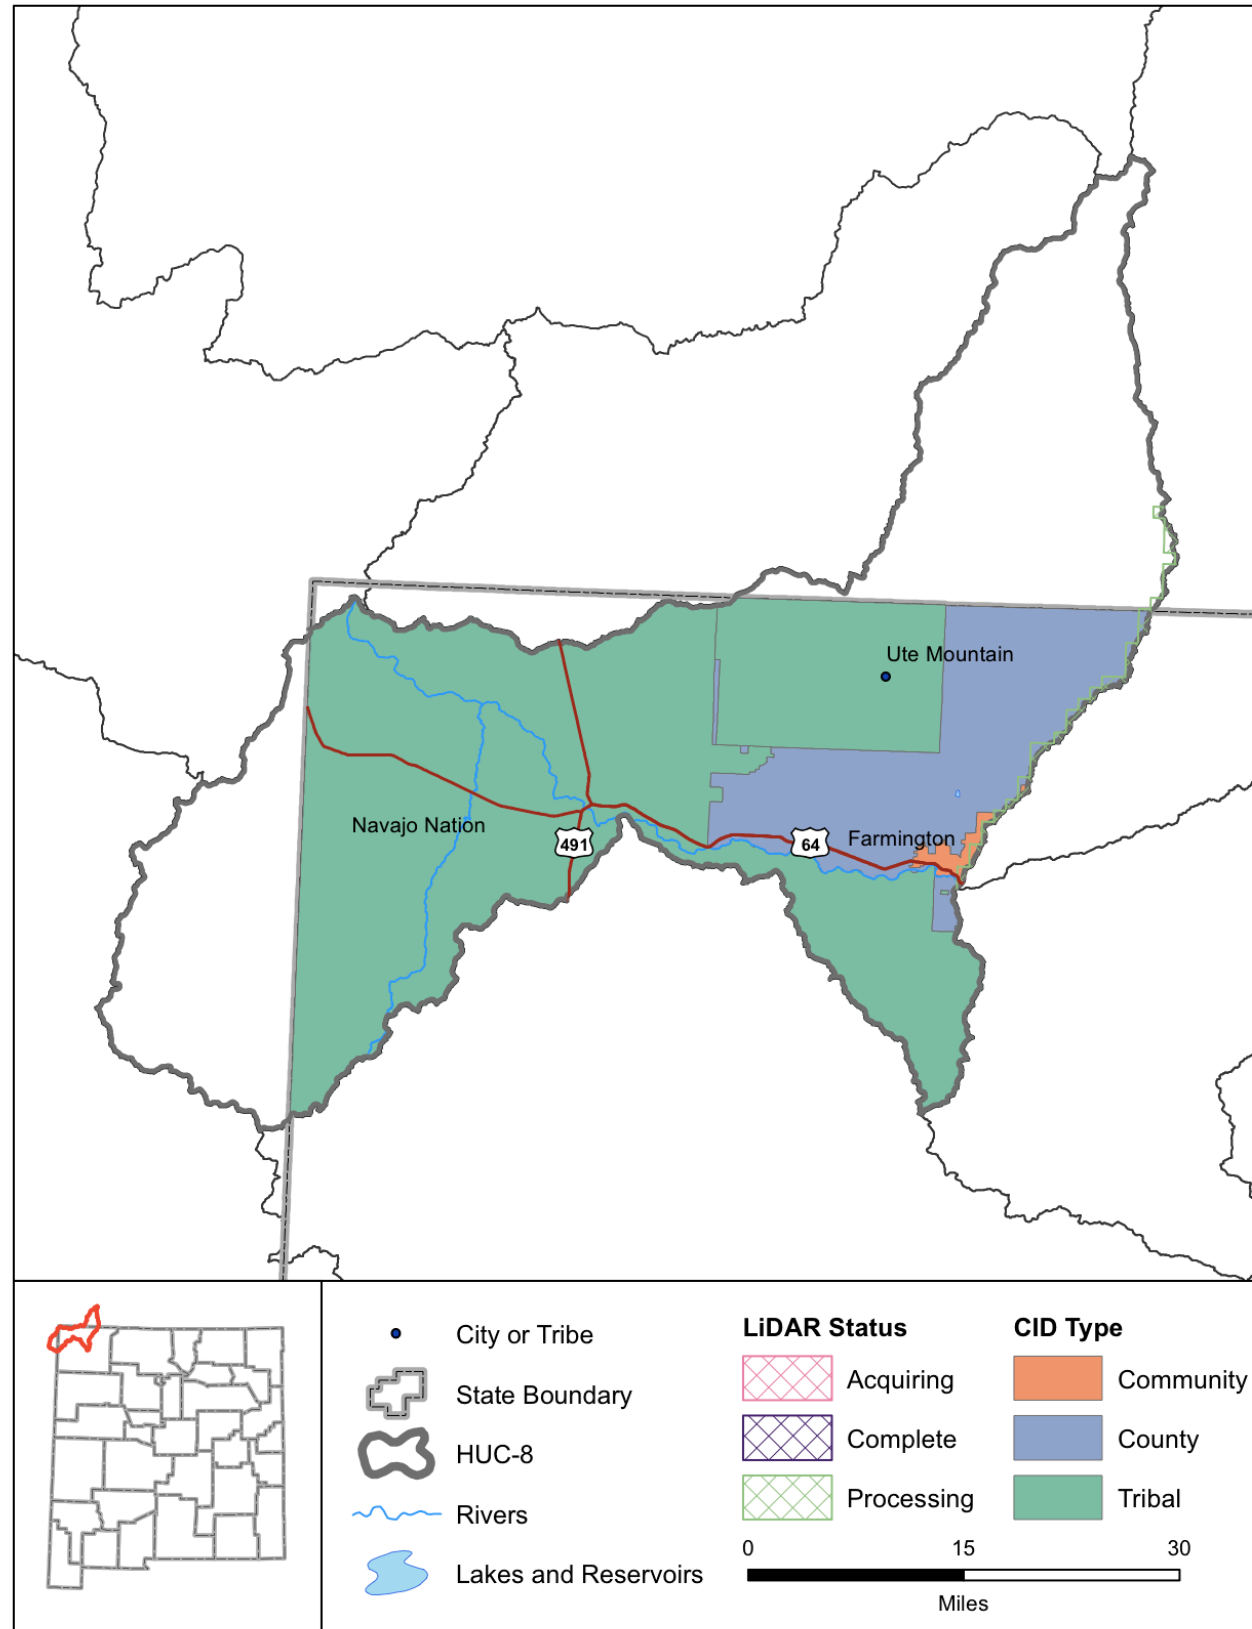 Ute Mountain
Navajo Nation
491
64
Farmington
City or Tribe
State Boundary
HUC-8
Rivers
Lakes and Reservoirs
LiDAR Status
Acquiring
Complete
Processing
CID Type
Community
County
Tribal
0 15 30
Miles